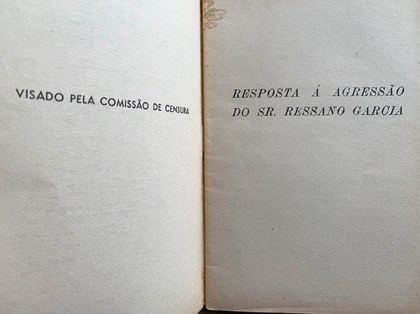 VISADO PELA COMISSÃO DE CENSURA
RESPOSTA Á AGRESSÃO
DO SR. RESSANO GARCIA